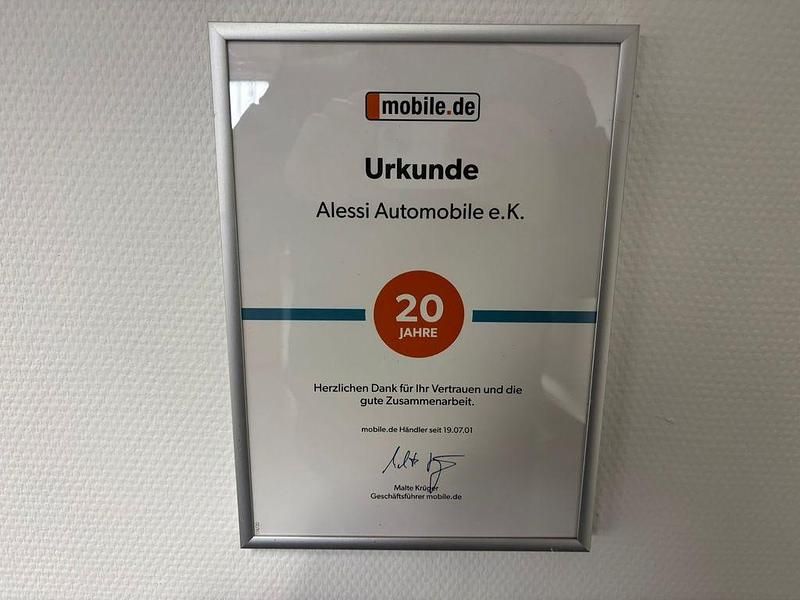 mobile.de
Urkunde
Alessi Automobile e.K.
20
JAHRE
Herzlichen Dank für Ihr Vertrauen und die
gute Zusammenarbeit.
mobile.de Händler seit 19.07.01
Malte Krüger
Geschäftsführer mobile.de